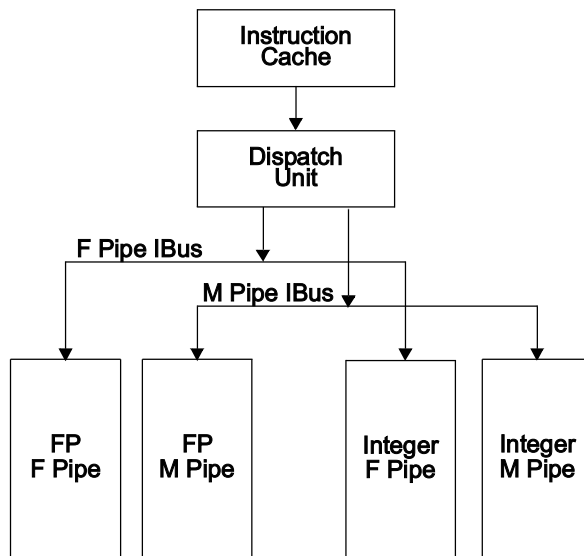 Instruction
Cache
Dispatch
Unit
F Pipe IBus
M Pipe IBus
FP
F Pipe
FP
M Pipe
Integer
F Pipe
Integer
M Pipe